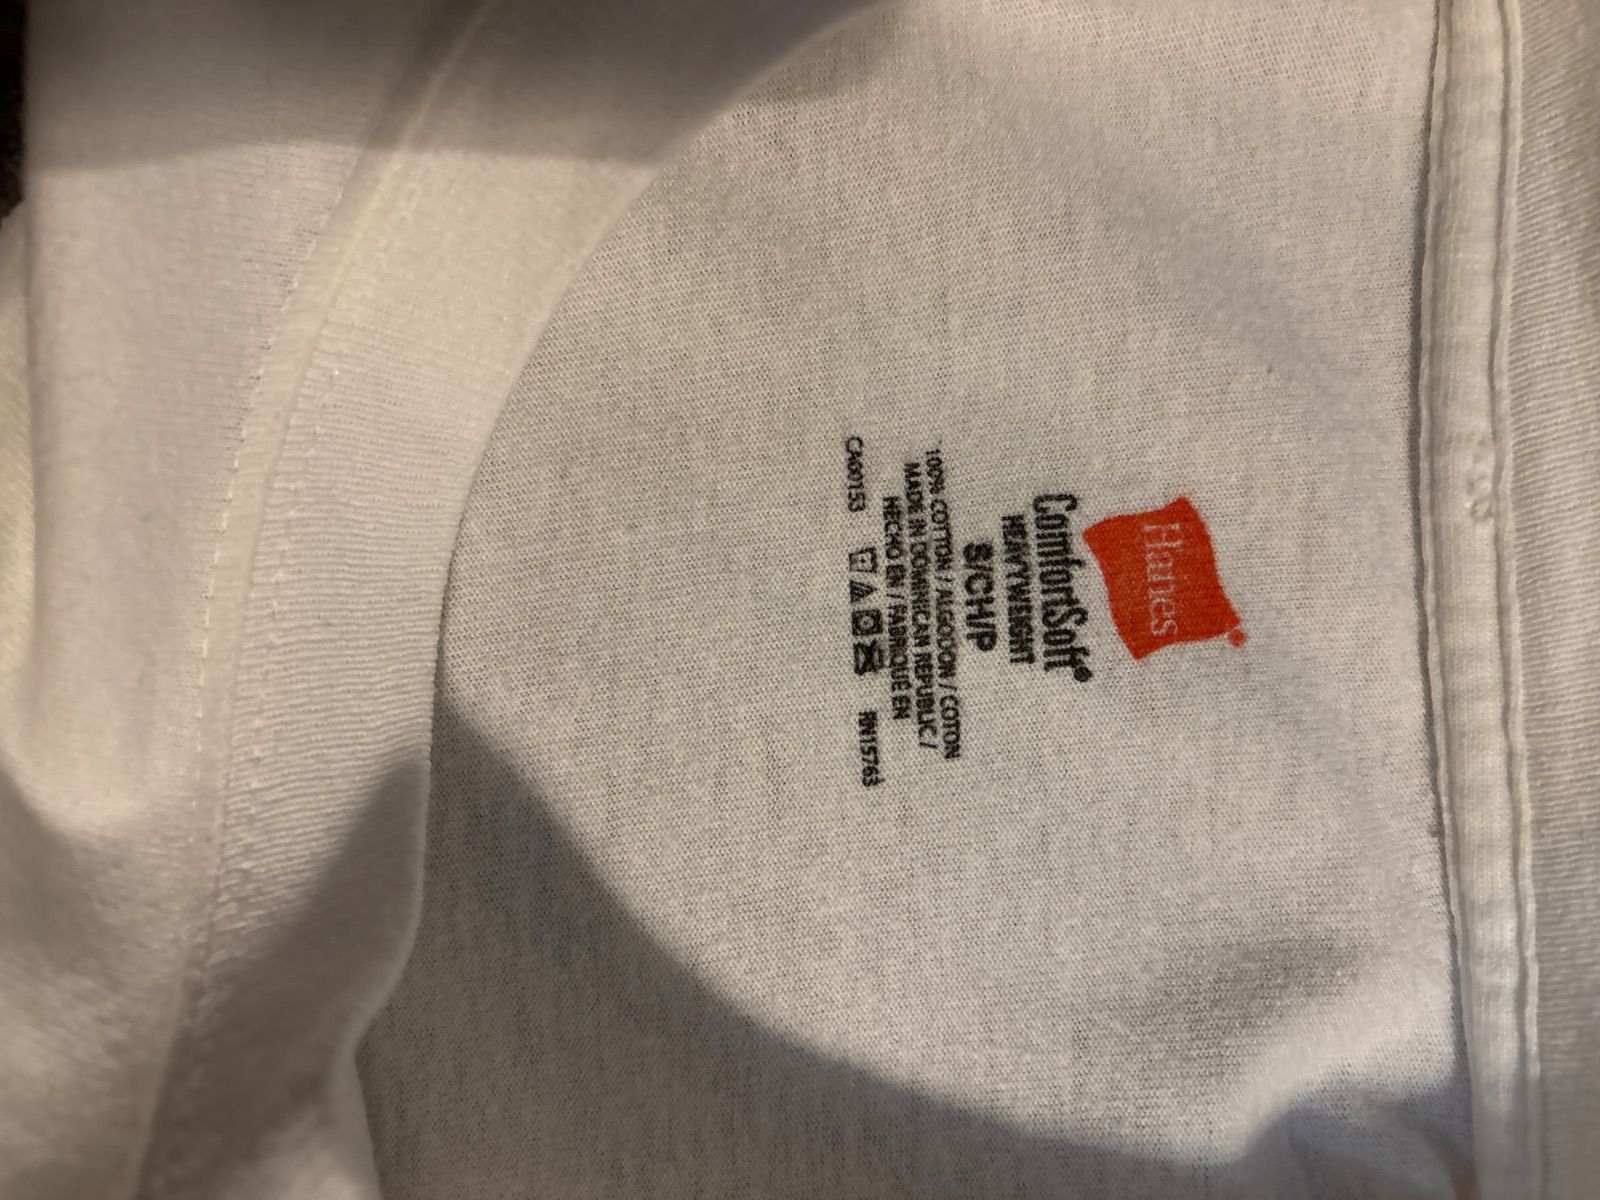 Hanes
ComfortSoft®
HEAVYWEIGHT
S/CH/P
100% COTTON / ALGODON / COTON
MADE IN DOMINICAN REPUBLIC /
HECHO EN / FABRIQUE EN
CA00153 RN15763